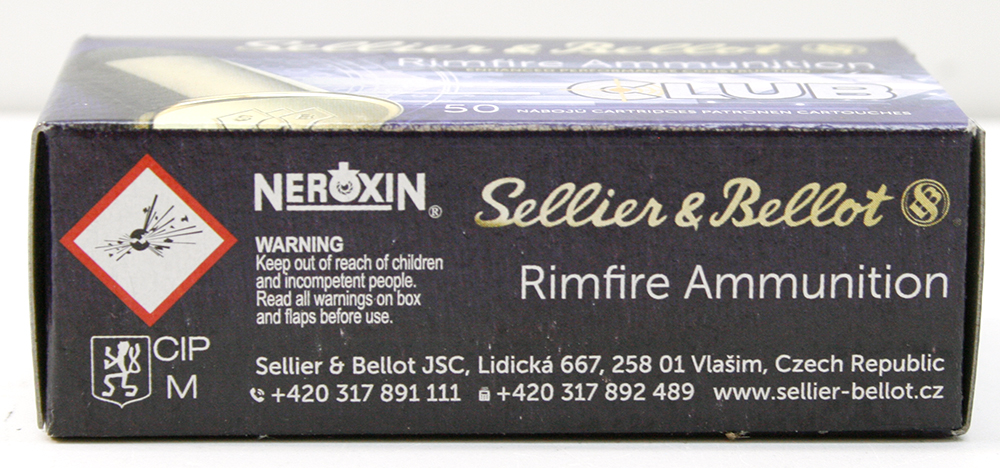 Sellier & Bellot
Rimfire Ammunition
CLUB
50 NÁBOJŮ CARTRIDGES PATRONEN CARTOUCHES
NEROXIN®
Sellier & Bellot
WARNING
Keep out of reach of children
and incompetent people.
Read all warnings on box
and flaps before use.
Rimfire Ammunition
CIP
M
Sellier & Bellot JSC, Lidická 667, 258 01 Vlašim, Czech Republic
+420 317 891 111 +420 317 892 489 www.sellier-bellot.cz